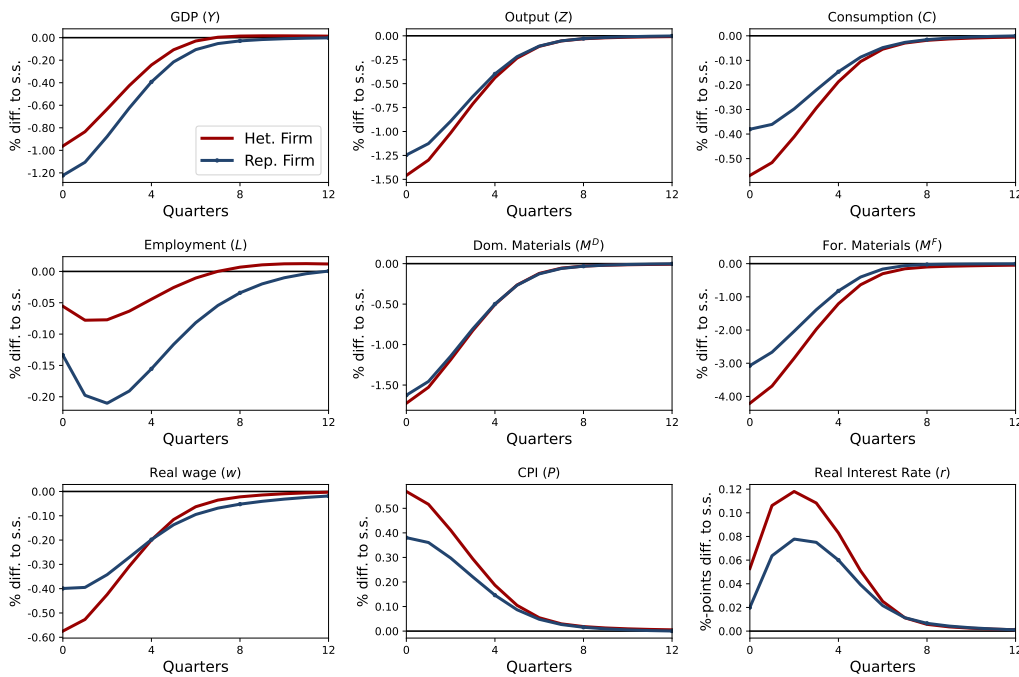 GDP (Y)
% diff. to s.s.
0.00
-0.20
-0.40
-0.60
-0.80
-1.00
-1.20
Het. Firm
Rep. Firm
0 4 8 12
Quarters
Output (Z)
% diff. to s.s.
0.00
-0.25
-0.50
-0.75
-1.00
-1.25
-1.50
0 4 8 12
Quarters
Consumption (C)
% diff. to s.s.
0.00
-0.10
-0.20
-0.30
-0.40
-0.50
0 4 8 12
Quarters
Employment (L)
% diff. to s.s.
0.00
-0.05
-0.10
-0.15
-0.20
0 4 8 12
Quarters
Dom. Materials (M^D)
% diff. to s.s.
0.00
-0.50
-1.00
-1.50
0 4 8 12
Quarters
For. Materials (M^F)
% diff. to s.s.
0.00
-1.00
-2.00
-3.00
-4.00
0 4 8 12
Quarters
Real wage (w)
% diff. to s.s.
0.00
-0.10
-0.20
-0.30
-0.40
-0.50
-0.60
0 4 8 12
Quarters
CPI (P)
% diff. to s.s.
0.50
0.40
0.30
0.20
0.10
0.00
0 4 8 12
Quarters
Real Interest Rate (r)
%-points diff. to s.s.
0.12
0.10
0.08
0.06
0.04
0.02
0.00
0 4 8 12
Quarters